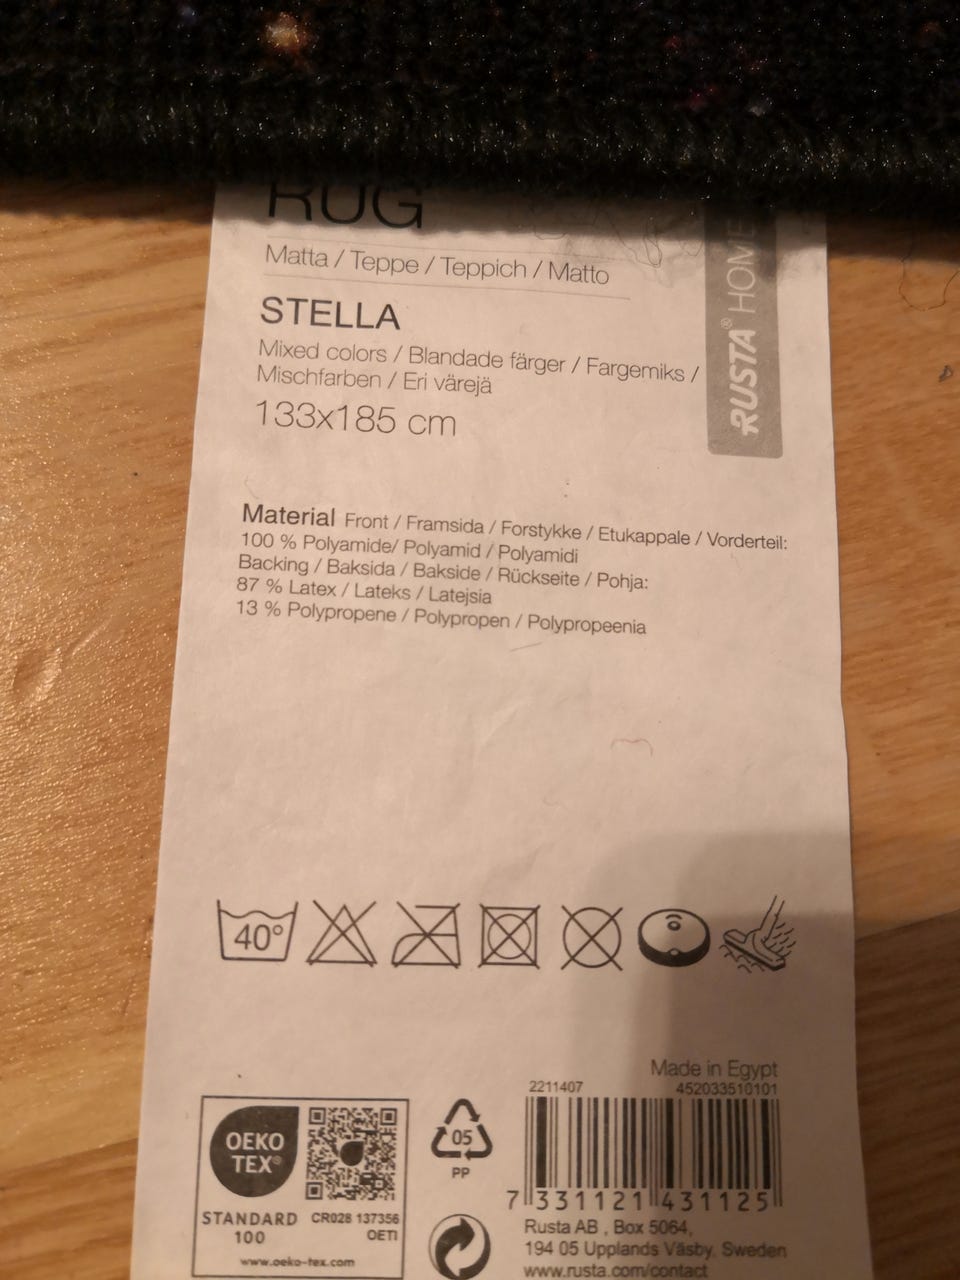 RUG
Matta / Teppe / Teppich / Matto
STELLA
Mixed colors / Blandade färger / Fargemiks /
Mischfarben / Eri värejä
133x185 cm
RUSTA® HOME
Material Front / Framsida / Forstykke / Etukappale / Vorderteil:
100 % Polyamide/ Polyamid / Polyamidi
Backing / Baksida / Bakside / Rückseite / Pohja:
87 % Latex / Lateks / Latejsia
13 % Polypropene / Polypropen / Polypropeenia
40°
Made in Egypt
2211407 452033510101
OEKO
TEX®
STANDARD
100
CR028 137356
OETI
www.oeko-tex.com
05
PP
7 331121 431125
Rusta AB , Box 5064,
194 05 Upplands Väsby, Sweden
www.rusta.com/contact